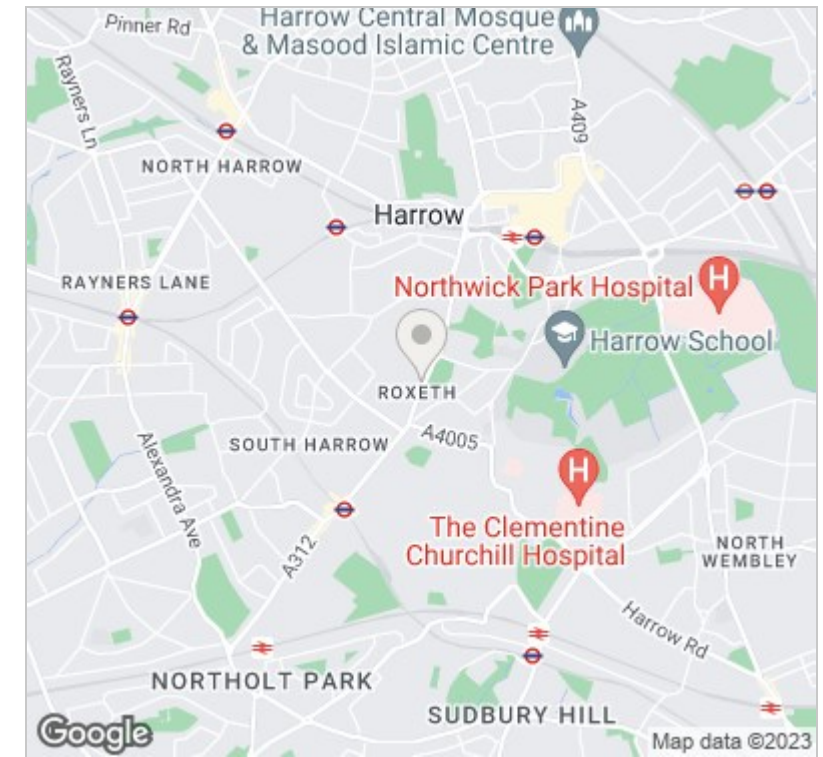 Harrow Central Mosque
& Masood Islamic Centre
Pinner Rd
Rayners Ln
A409
NORTH HARROW
Harrow
RAYNERS LANE
Northwick Park Hospital
H
Harrow School
ROXETH
SOUTH HARROW
A4005
Alexandra Ave
H
A312
The Clementine
Churchill Hospital
NORTH
WEMBLEY
Harrow Rd
NORTHOLT PARK
SUDBURY HILL
Google
Map data ©2023